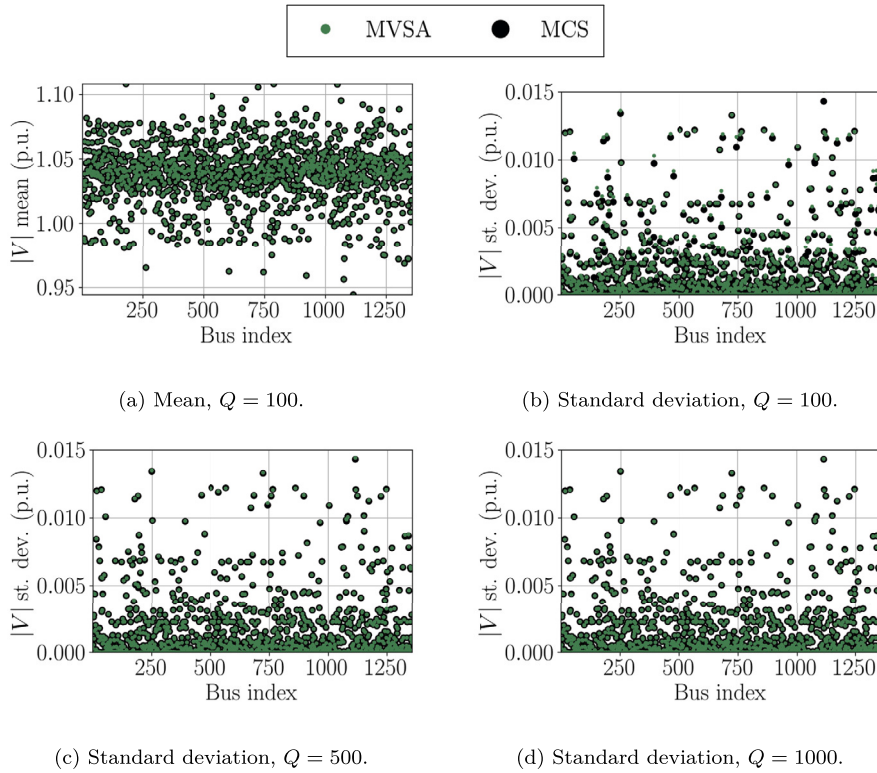 MVSA MCS
1.10
1.05
1.00
0.95
|V| mean (p.u.)
250 500 750 1000 1250
Bus index
(a) Mean, Q = 100.
0.015
0.010
0.005
0.000
|V| st. dev. (p.u.)
250 500 750 1000 1250
Bus index
(b) Standard deviation, Q = 100.
0.015
0.010
0.005
0.000
|V| st. dev. (p.u.)
250 500 750 1000 1250
Bus index
(c) Standard deviation, Q = 500.
0.015
0.010
0.005
0.000
|V| st. dev. (p.u.)
250 500 750 1000 1250
Bus index
(d) Standard deviation, Q = 1000.